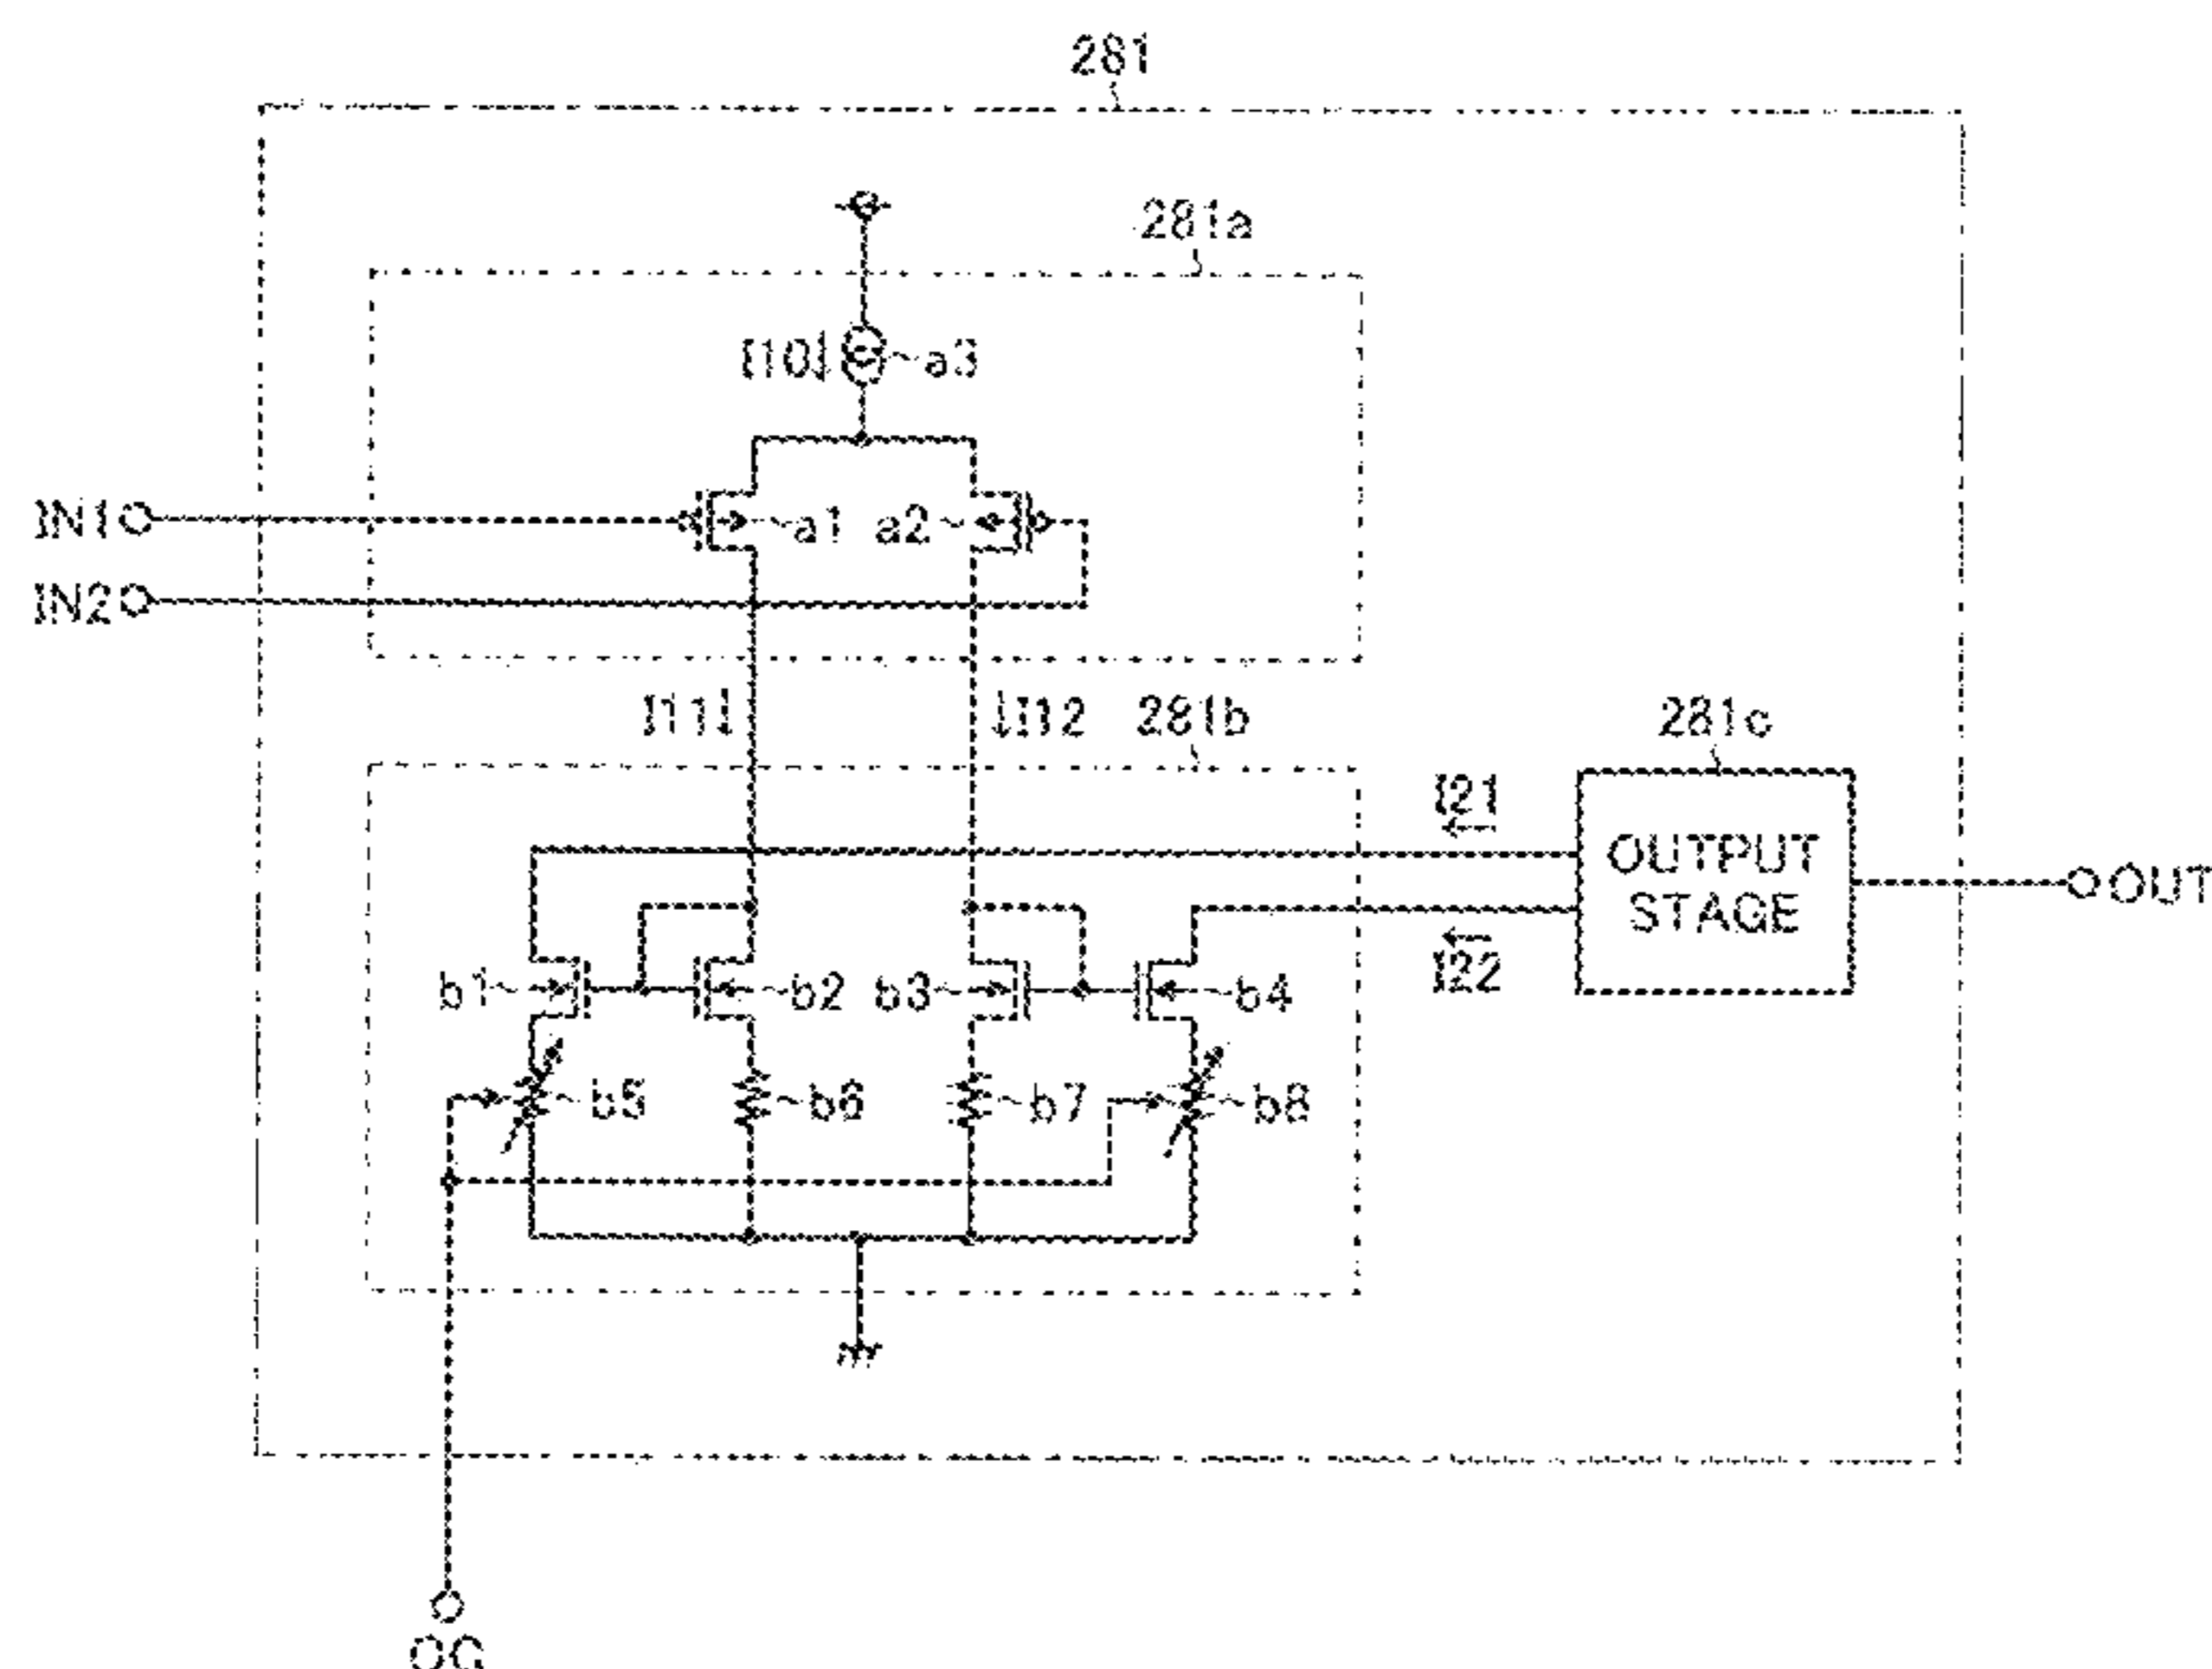 281
281a
I10↓ a3
IN1 a1 a2
IN2
I11↓ ↓I12 281b 281c
I21
OUTPUT
STAGE
OUT
b1 b2 b3 b4 I22
b5 b6 b7 b8